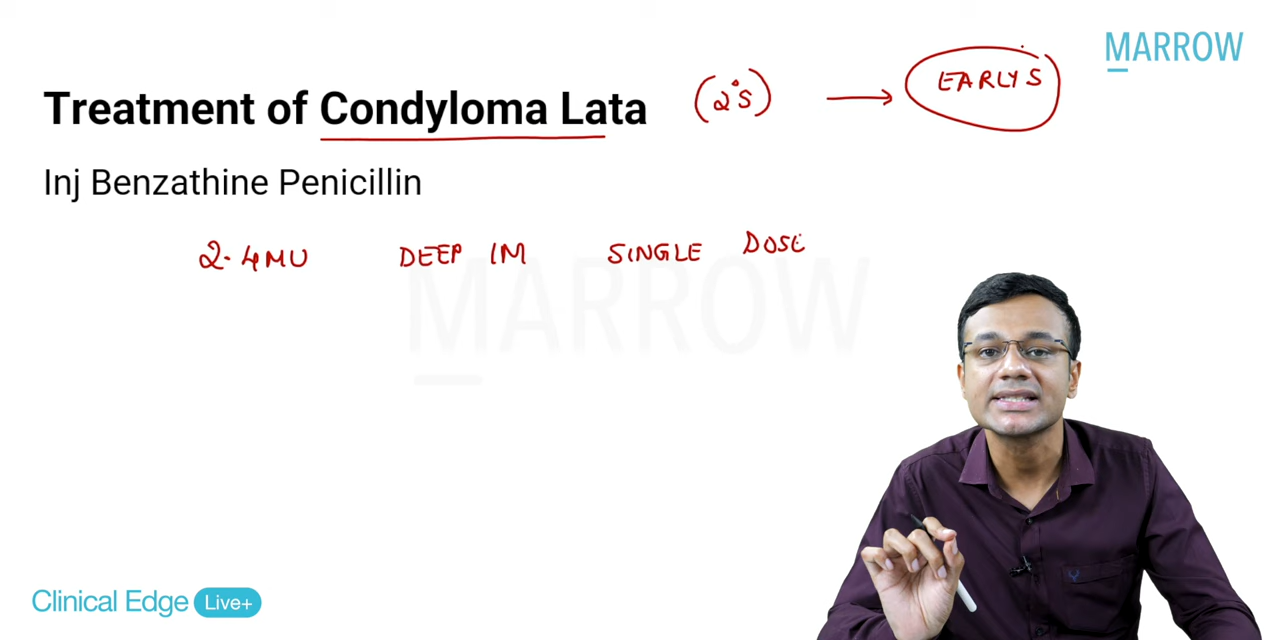 MARROW
Treatment of Condyloma Lata (2°S) → EARLY S
Inj Benzathine Penicillin
2.4MU DEEP IM SINGLE DOSE
MARROW
Clinical Edge Live+